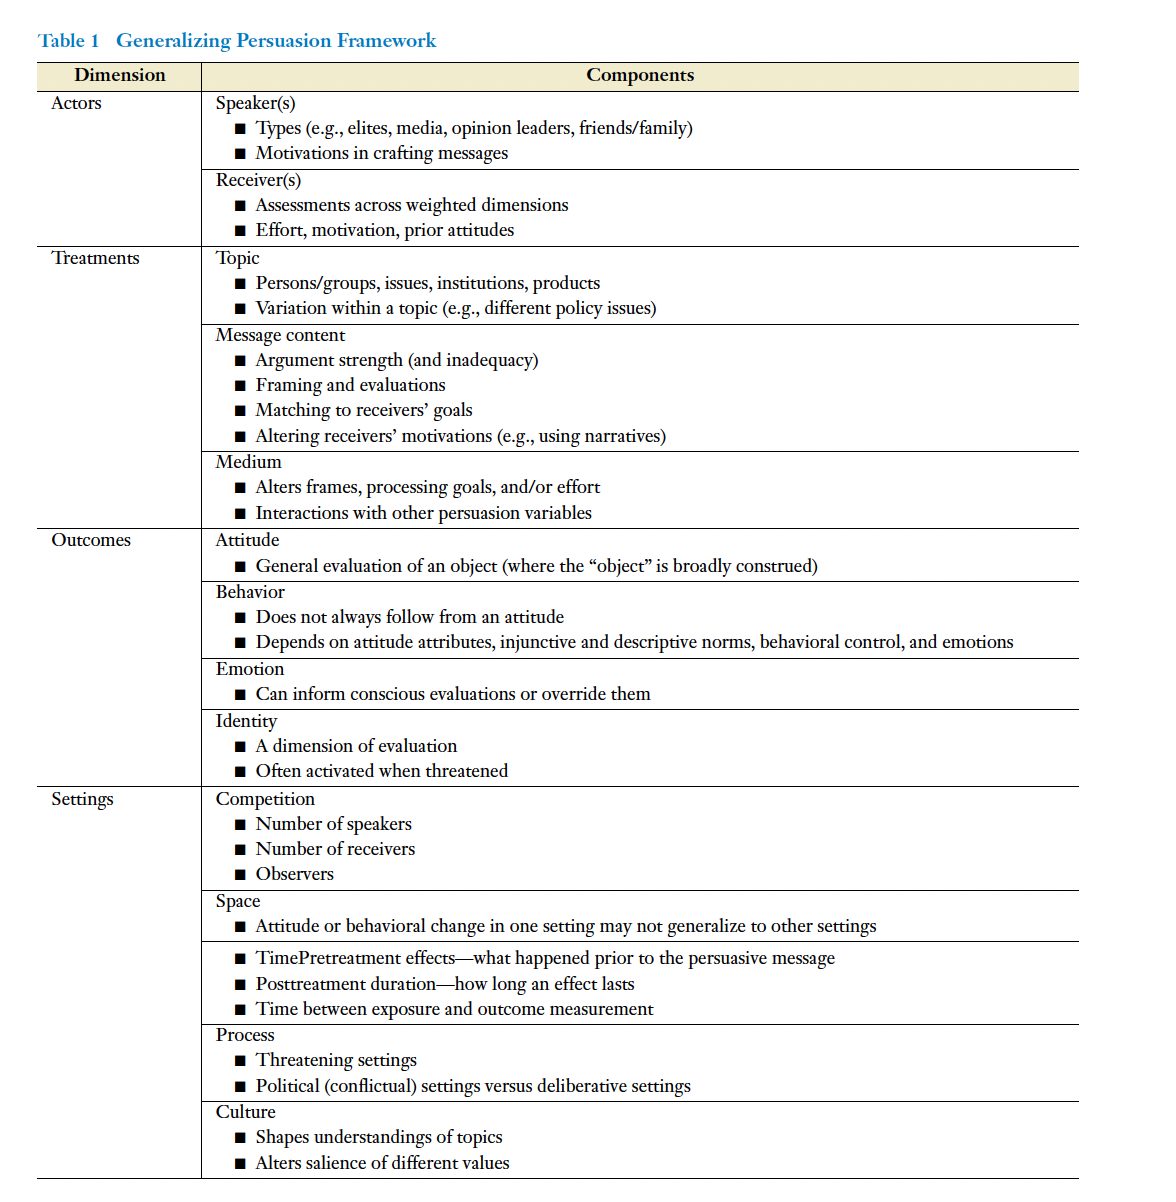 Table 1 Generalizing Persuasion Framework
Dimension Components
Actors Speaker(s)
■ Types (e.g., elites, media, opinion leaders, friends/family)
■ Motivations in crafting messages
Receiver(s)
■ Assessments across weighted dimensions
■ Effort, motivation, prior attitudes
Treatments Topic
■ Persons/groups, issues, institutions, products
■ Variation within a topic (e.g., different policy issues)
Message content
■ Argument strength (and inadequacy)
■ Framing and evaluations
■ Matching to receivers’ goals
■ Altering receivers’ motivations (e.g., using narratives)
Medium
■ Alters frames, processing goals, and/or effort
■ Interactions with other persuasion variables
Outcomes Attitude
■ General evaluation of an object (where the “object” is broadly construed)
Behavior
■ Does not always follow from an attitude
■ Depends on attitude attributes, injunctive and descriptive norms, behavioral control, and emotions
Emotion
■ Can inform conscious evaluations or override them
Identity
■ A dimension of evaluation
■ Often activated when threatened
Settings Competition
■ Number of speakers
■ Number of receivers
■ Observers
Space
■ Attitude or behavioral change in one setting may not generalize to other settings
■ TimePretreatment effects—what happened prior to the persuasive message
■ Posttreatment duration—how long an effect lasts
■ Time between exposure and outcome measurement
Process
■ Threatening settings
■ Political (conflictual) settings versus deliberative settings
Culture
■ Shapes understandings of topics
■ Alters salience of different values